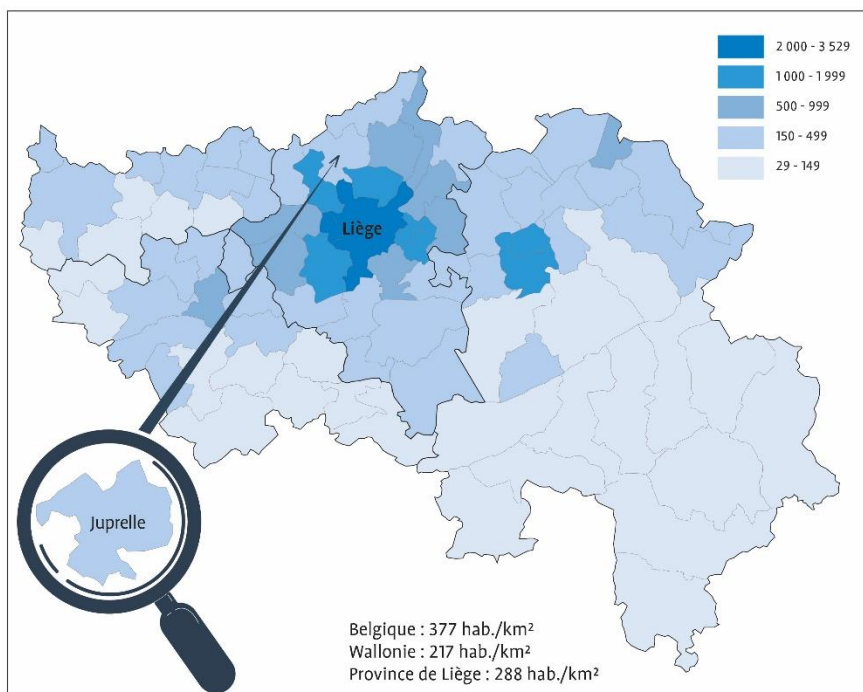 2 000 - 3 529
1 000 - 1 999
500 - 999
150 - 499
29 - 149
Liège
Juprelle
Belgique : 377 hab./km²
Wallonie : 217 hab./km²
Province de Liège : 288 hab./km²